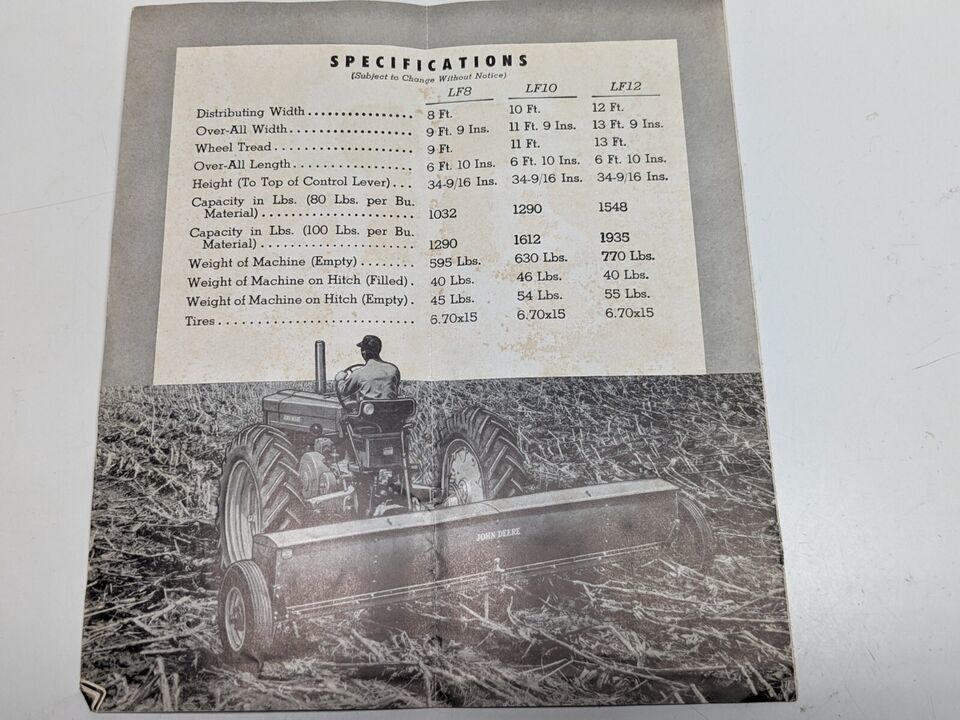 SPECIFICATIONS
(Subject to Change Without Notice)
LF8 LF10 LF12
Distributing Width................ 8 Ft. 10 Ft. 12 Ft.
Over-All Width................... 9 Ft. 9 Ins. 11 Ft. 9 Ins. 13 Ft. 9 Ins.
Wheel Tread..................... 9 Ft. 11 Ft. 13 Ft.
Over-All Length.................. 6 Ft. 10 Ins. 6 Ft. 10 Ins. 6 Ft. 10 Ins.
Height (To Top of Control Lever)... 34-9/16 Ins. 34-9/16 Ins. 34-9/16 Ins.
Capacity in Lbs. (80 Lbs. per Bu.
Material)....................... 1032 1290 1548
Capacity in Lbs. (100 Lbs. per Bu.
Material)....................... 1290 1612 1935
Weight of Machine (Empty)........ 595 Lbs. 630 Lbs. 770 Lbs.
Weight of Machine on Hitch (Filled). 40 Lbs. 46 Lbs. 40 Lbs.
Weight of Machine on Hitch (Empty). 45 Lbs. 54 Lbs. 55 Lbs.
Tires.............................. 6.70x15 6.70x15 6.70x15
JOHN DEERE